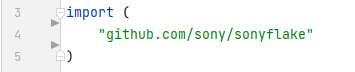 3 import (
4 "github.com/sony/sonyflake"
5 )